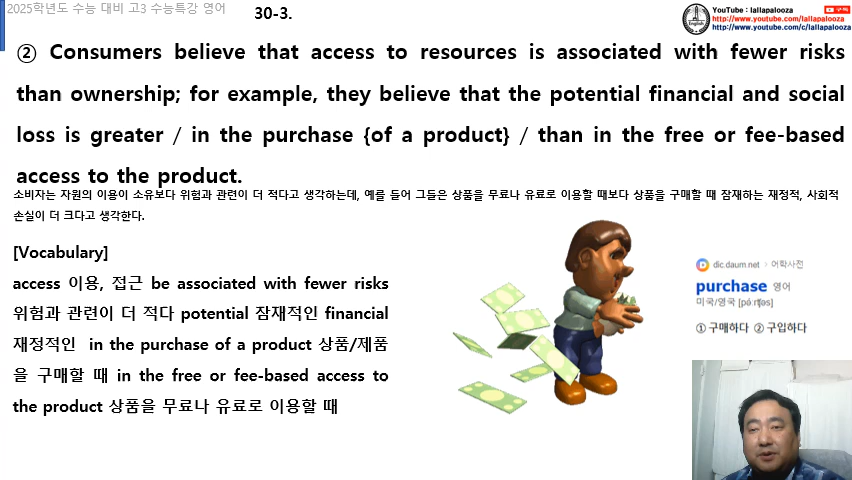 2025학년도 수능 대비 고3 수능특강 영어
30-3.
YouTube : lallapalooza
구독
http://www.youtube.com/lallapalooza
http://www.youtube.com/c/lallapalooza
English
② Consumers believe that access to resources is associated with fewer risks
than ownership; for example, they believe that the potential financial and social
loss is greater / in the purchase {of a product} / than in the free or fee-based
access to the product.
소비자는 자원의 이용이 소유보다 위험과 관련이 더 적다고 생각하는데, 예를 들어 그들은 상품을 무료나 유료로 이용할 때보다 상품을 구매할 때 잠재하는 재정적, 사회적
손실이 더 크다고 생각한다.
[Vocabulary]
access 이용, 접근 be associated with fewer risks
위험과 관련이 더 적다 potential 잠재적인 financial
재정적인 in the purchase of a product 상품/제품
을 구매할 때 in the free or fee-based access to
the product 상품을 무료나 유료로 이용할 때
dic.daum.net › 어학사전
purchase 영어
미국/영국 [pə́ːrtʃəs]
① 구매하다 ② 구입하다